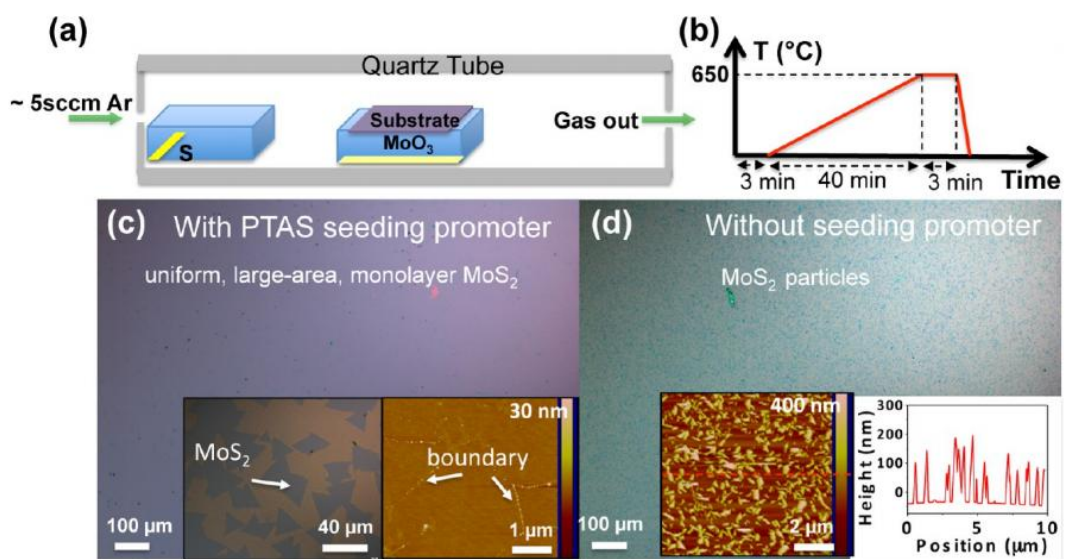 (a)
Quartz Tube
~ 5sccm Ar
S
Substrate
MoO₃
Gas out
(b)
T (°C)
650
3 min
40 min
3 min
Time
(c)
With PTAS seeding promoter
uniform, large-area, monolayer MoS₂
MoS₂
100 µm
40 µm
30 nm
boundary
1 µm
(d)
Without seeding promoter
MoS₂ particles
100 µm
400 nm
2 µm
Height (nm)
300
200
100
0
0
5
10
Position (µm)